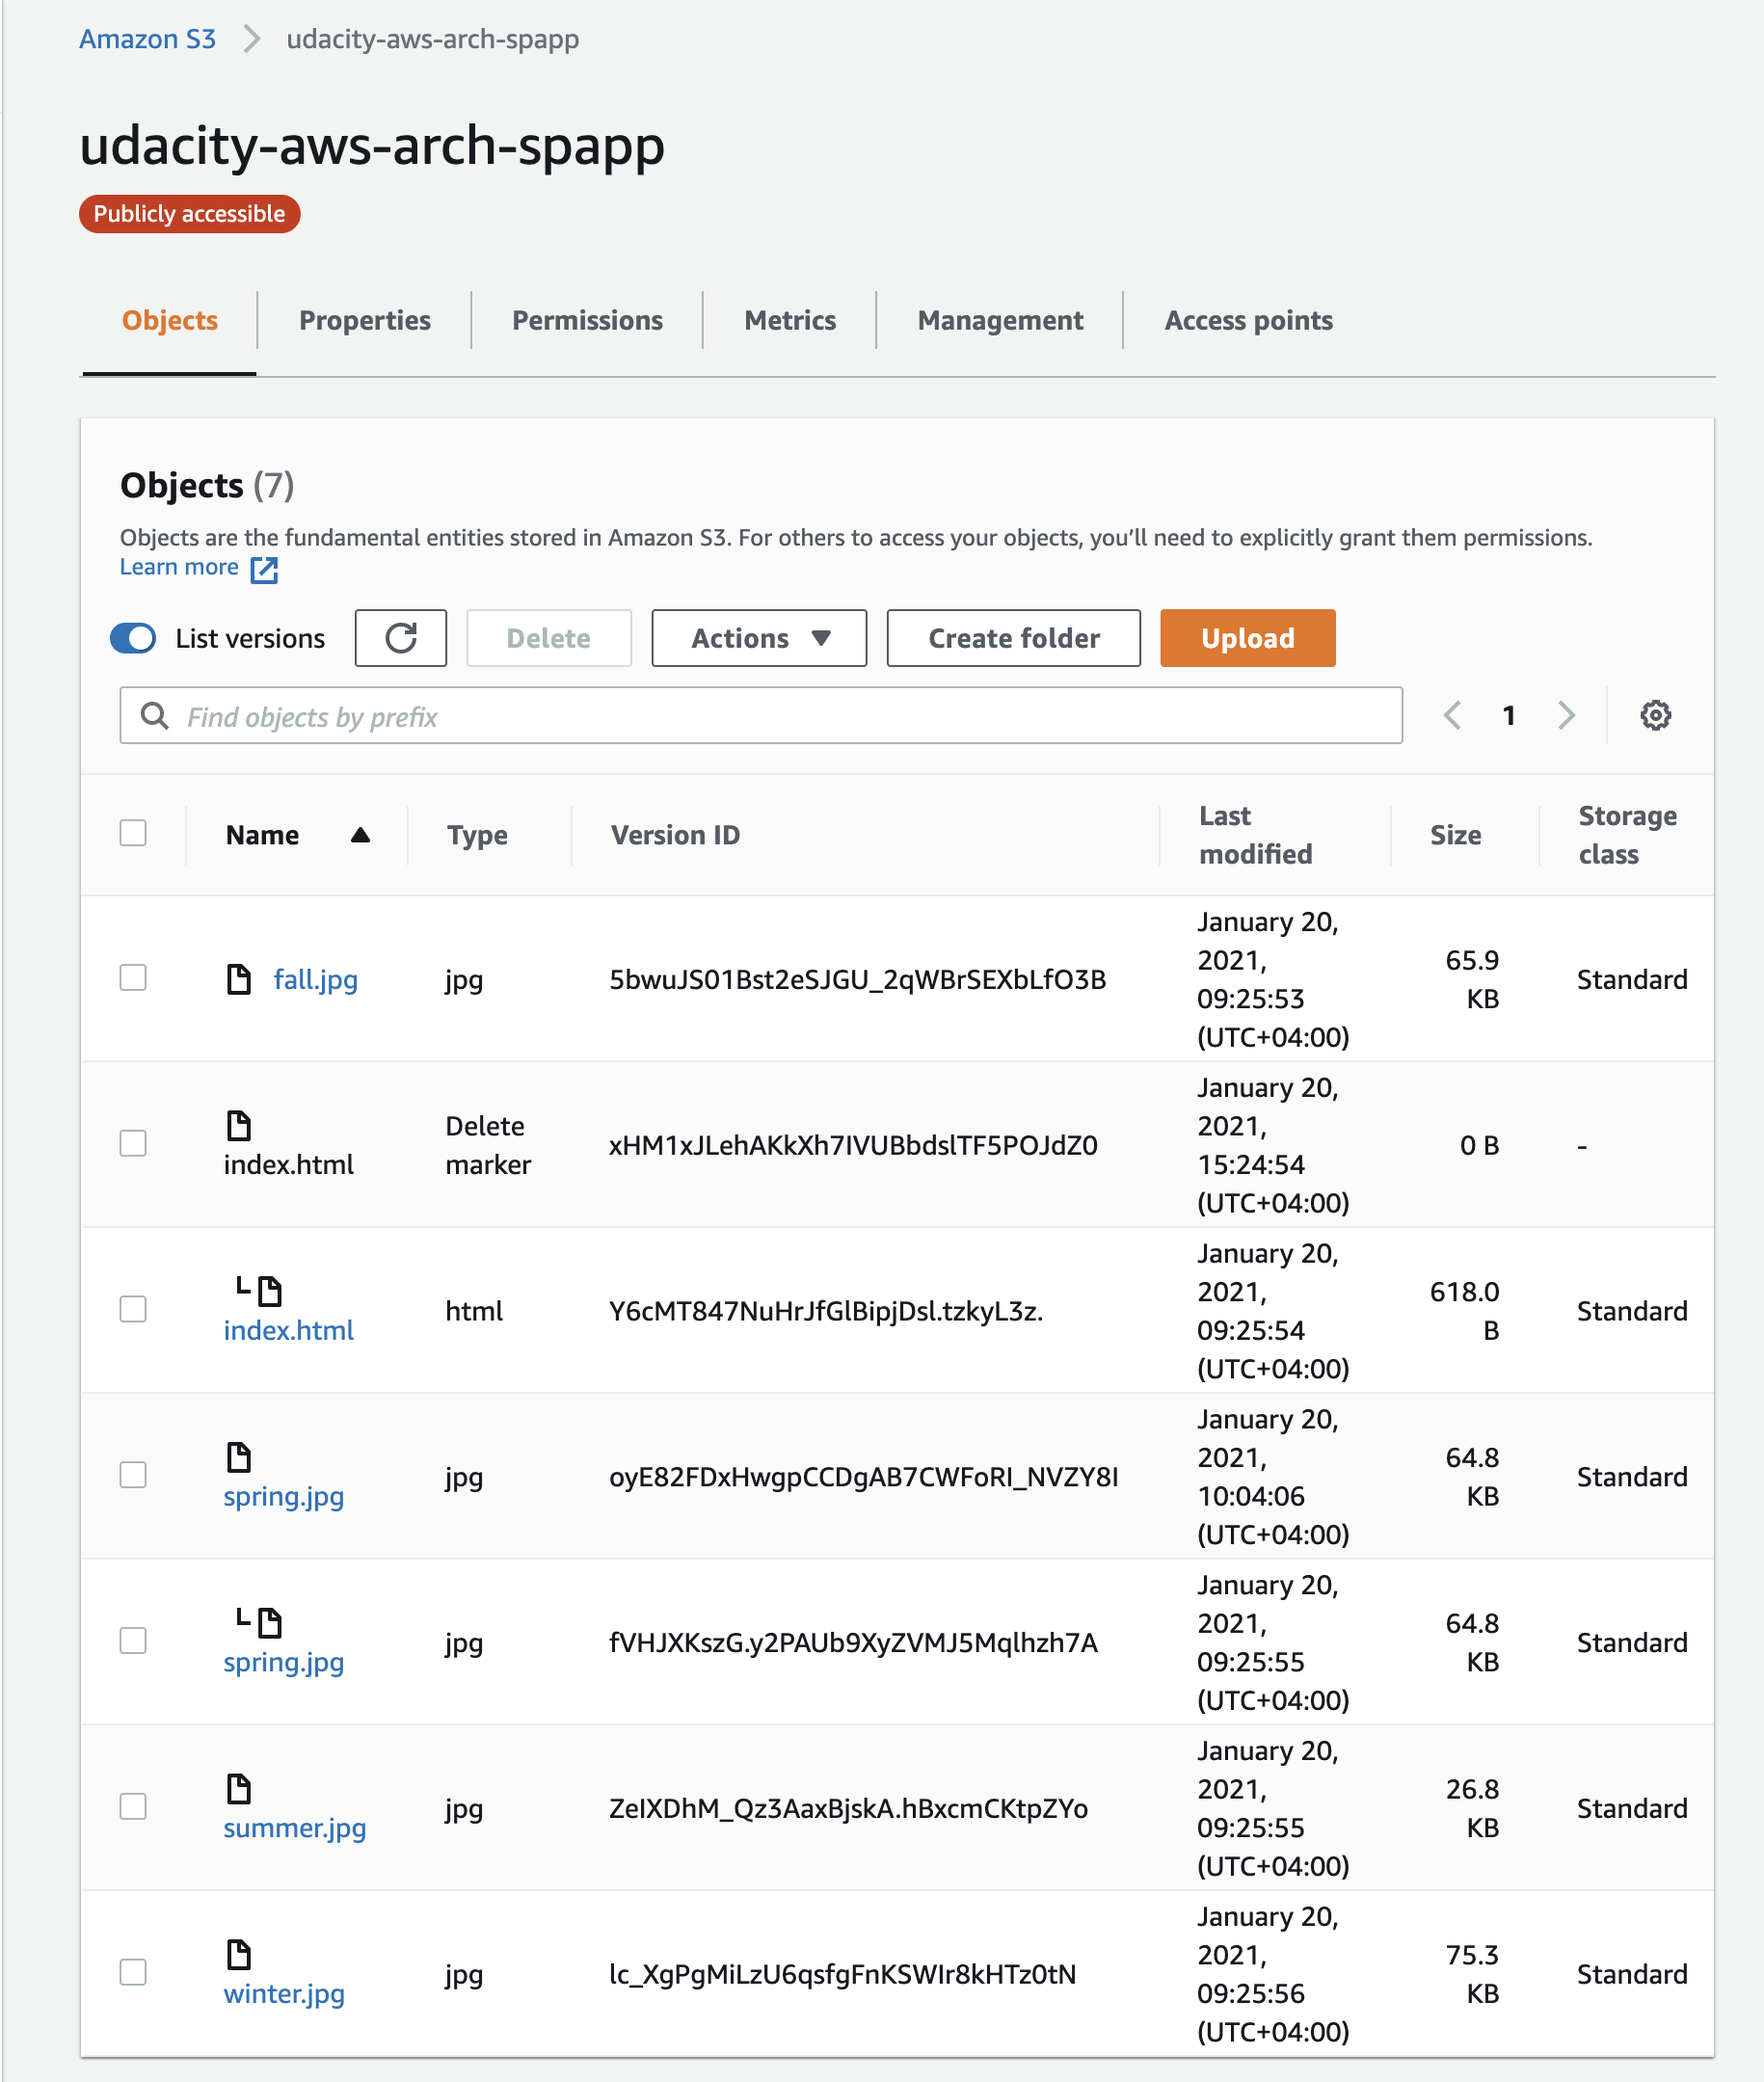 Amazon S3 > udacity-aws-arch-spapp
udacity-aws-arch-spapp
Publicly accessible
Objects Properties Permissions Metrics Management Access points
Objects (7)
Objects are the fundamental entities stored in Amazon S3. For others to access your objects, you’ll need to explicitly grant them permissions.
Learn more
List versions Delete Actions Create folder Upload
Find objects by prefix 1
Name Type Version ID Last modified Size Storage class
fall.jpg jpg 5bwuJS01Bst2eSJGU_2qWBrSEXbLfO3B January 20, 2021, 09:25:53 (UTC+04:00) 65.9 KB Standard
index.html Delete marker xHM1xJLehAKkXh7IVUBbdslTF5POJdZ0 January 20, 2021, 15:24:54 (UTC+04:00) 0 B -
index.html html Y6cMT847NuHrJfGlBipjDsl.tzkyL3z. January 20, 2021, 09:25:54 (UTC+04:00) 618.0 B Standard
spring.jpg jpg oyE82FDxHwgpCCDgAB7CWFoRI_NVZY8I January 20, 2021, 10:04:06 (UTC+04:00) 64.8 KB Standard
spring.jpg jpg fVHJXKszG.y2PAUb9XyZVMJ5Mqlhzh7A January 20, 2021, 09:25:55 (UTC+04:00) 64.8 KB Standard
summer.jpg jpg ZeIXDhM_Qz3AaxBjskA.hBxcmCKtpZYo January 20, 2021, 09:25:55 (UTC+04:00) 26.8 KB Standard
winter.jpg jpg lc_XgPgMiLzU6qsfgFnKSWIr8kHTz0tN January 20, 2021, 09:25:56 (UTC+04:00) 75.3 KB Standard